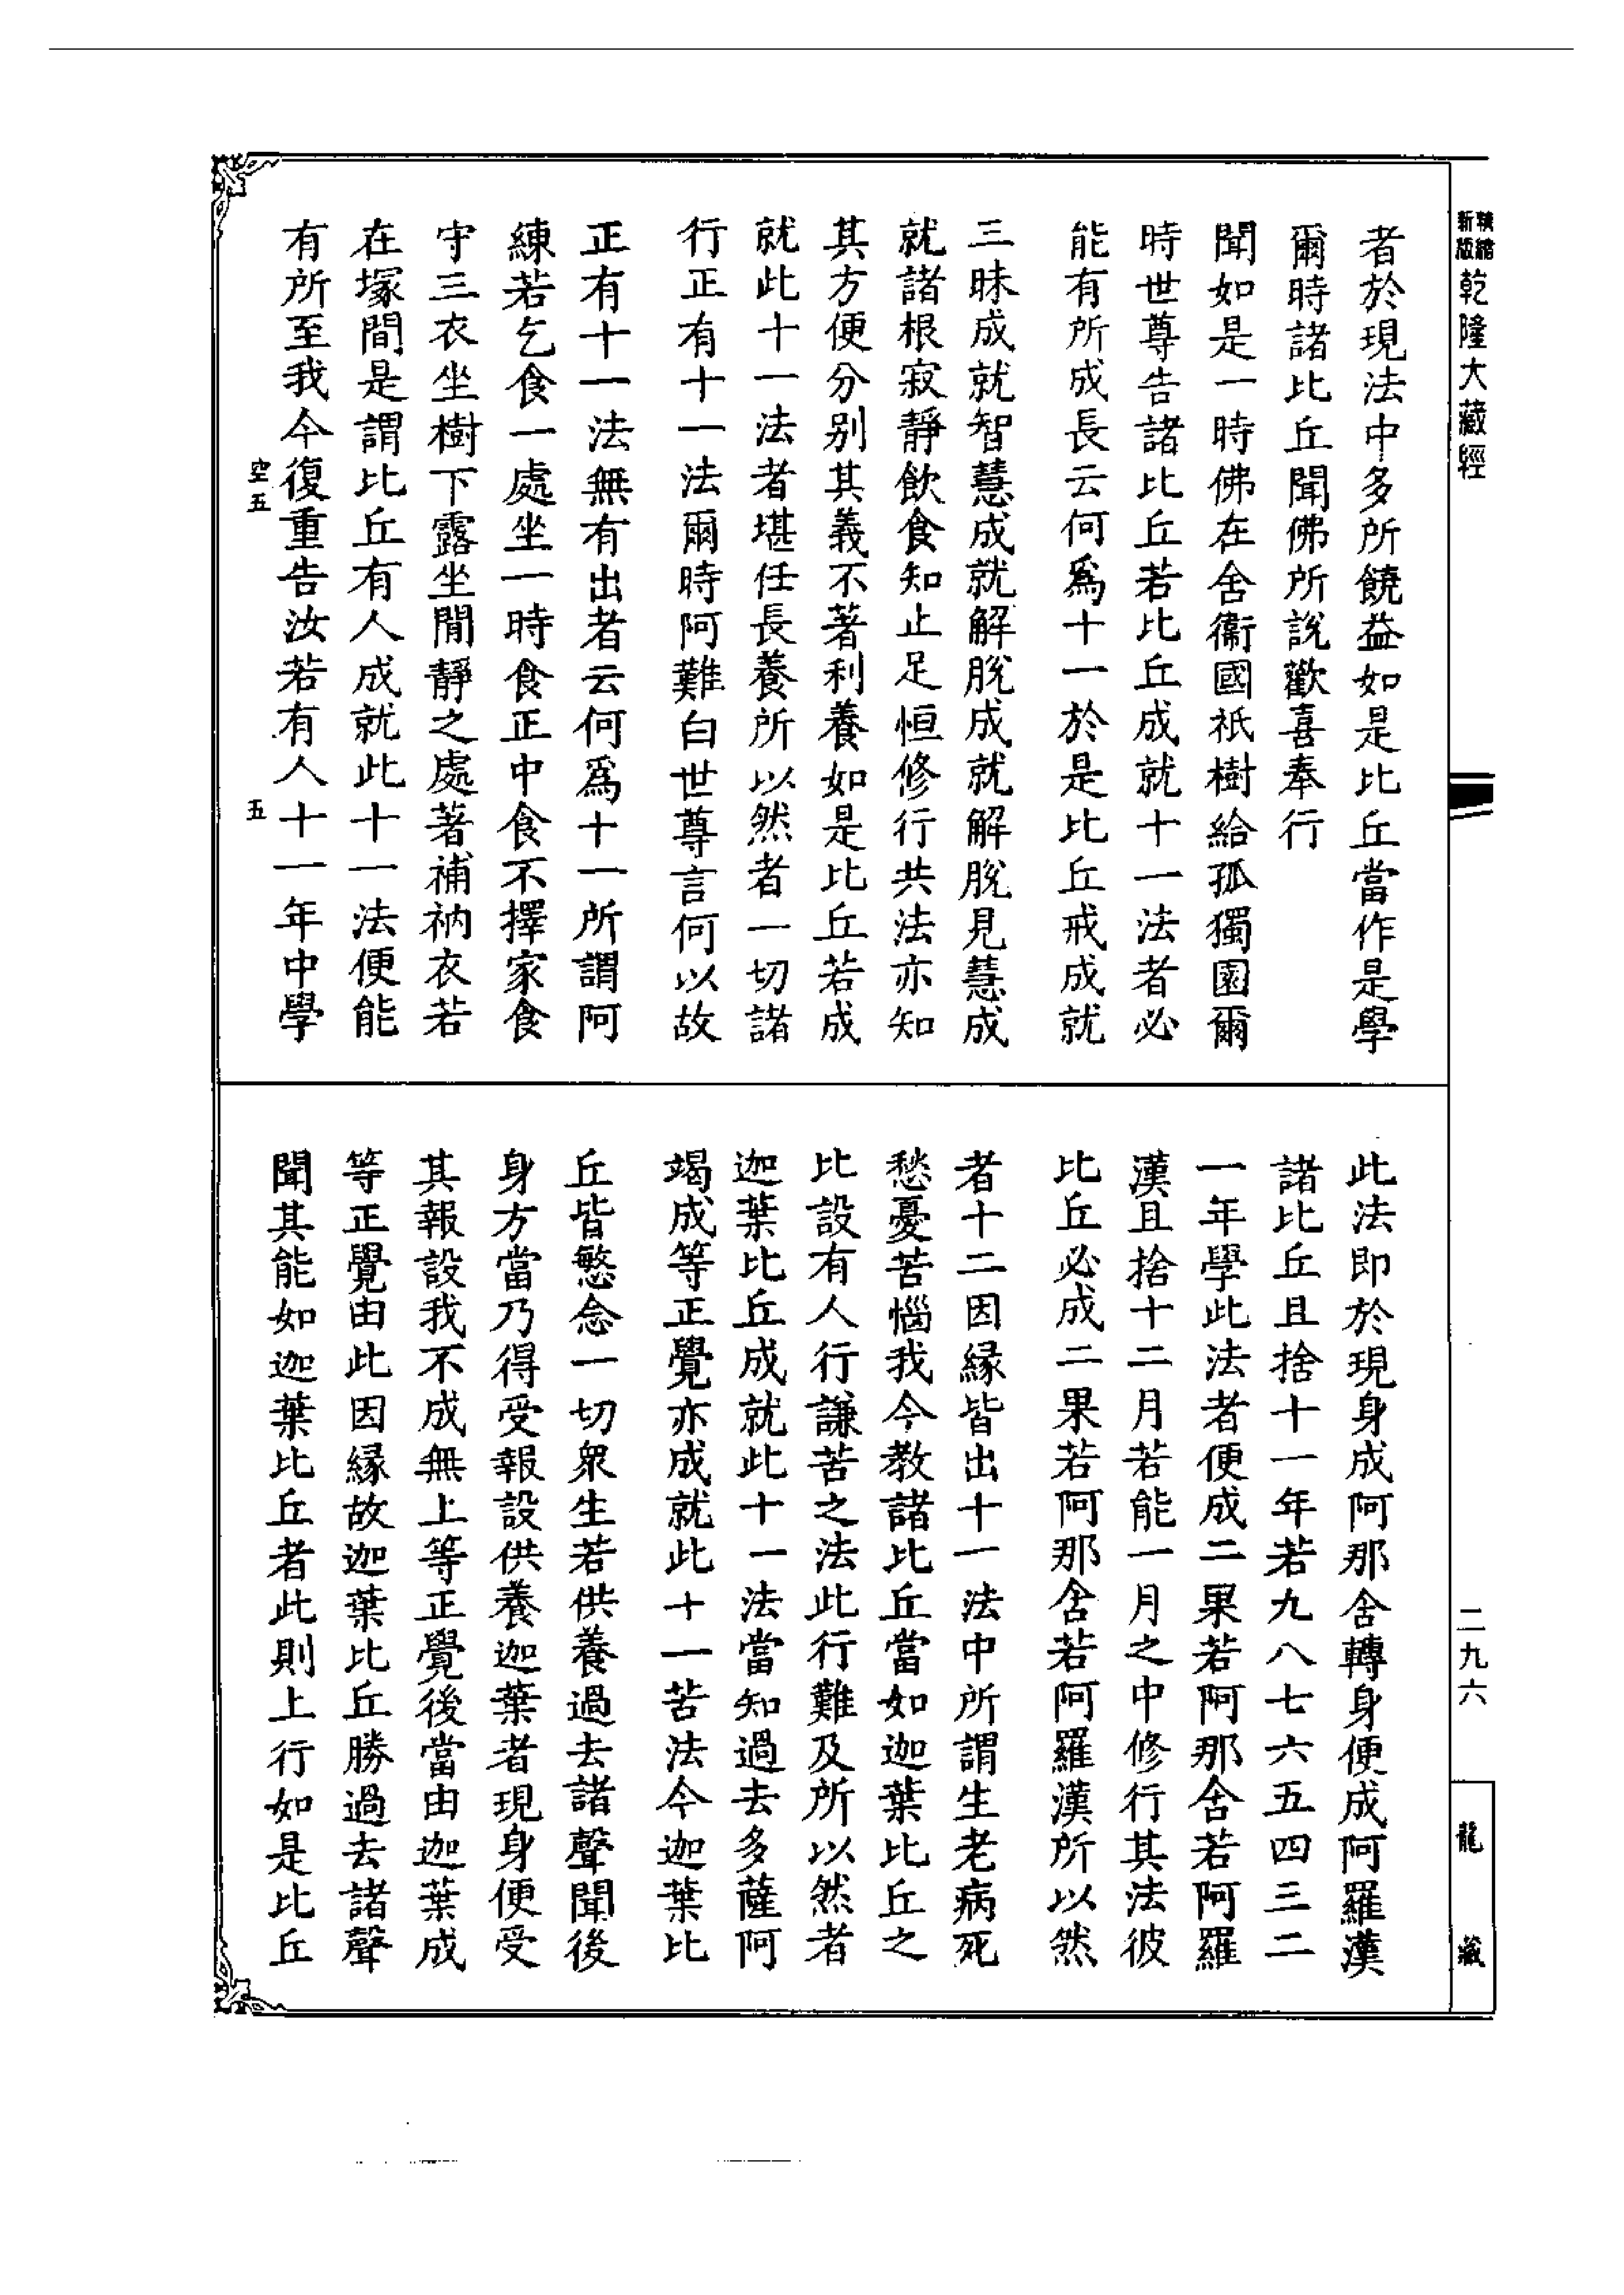 新版
精縮
乾隆大藏經
者於現法中多所饒益如是比丘當作是學
爾時諸比丘聞佛所說歡喜奉行
聞如是一時佛在舍衞國祇樹給孤獨園爾
時世尊告諸比丘若比丘成就十一法者必
能有所成長云何爲十一於是比丘戒成就
三昧成就智慧成就解脫成就解脫見慧成
就諸根寂靜飲食知止足恒修行共法亦知
其方便分別其義不著利養如是比丘若成
就此十一法者堪任長養所以然者一切諸
行正有十一法爾時阿難白世尊言何以故
正有十一法無有出者云何爲十一所謂阿
練若乞食一處坐一時食正中食不擇家食
守三衣坐樹下露坐閒靜之處著補衲衣若
在塚間是謂比丘有人成就此十一法便能
有所至我今復重告汝若有人十一年中學
空五
五
此法即於現身成阿那含轉身便成阿羅漢
諸比丘且捨十一年若九八七六五四三二
一年學此法者便成二果若阿那含若阿羅
漢且捨十二月若能一月之中修行其法彼
比丘必成二果若阿那含若阿羅漢所以然
者十二因緣皆出十一法中所謂生老病死
愁憂苦惱我今教諸比丘當如迦葉比丘之
比設有人行謙苦之法此行難及所以然者
迦葉比丘成就此十一法當知過去多薩阿
竭成等正覺亦成就此十一苦法今迦葉比
丘皆愍念一切衆生若供養過去諸聲聞後
身方當乃得受報設供養迦葉者現身便受
其報設我不成無上等正覺後當由迦葉成
等正覺由此因緣故迦葉比丘勝過去諸聲
聞其能如迦葉比丘者此則上行如是比丘
二九六
龍藏